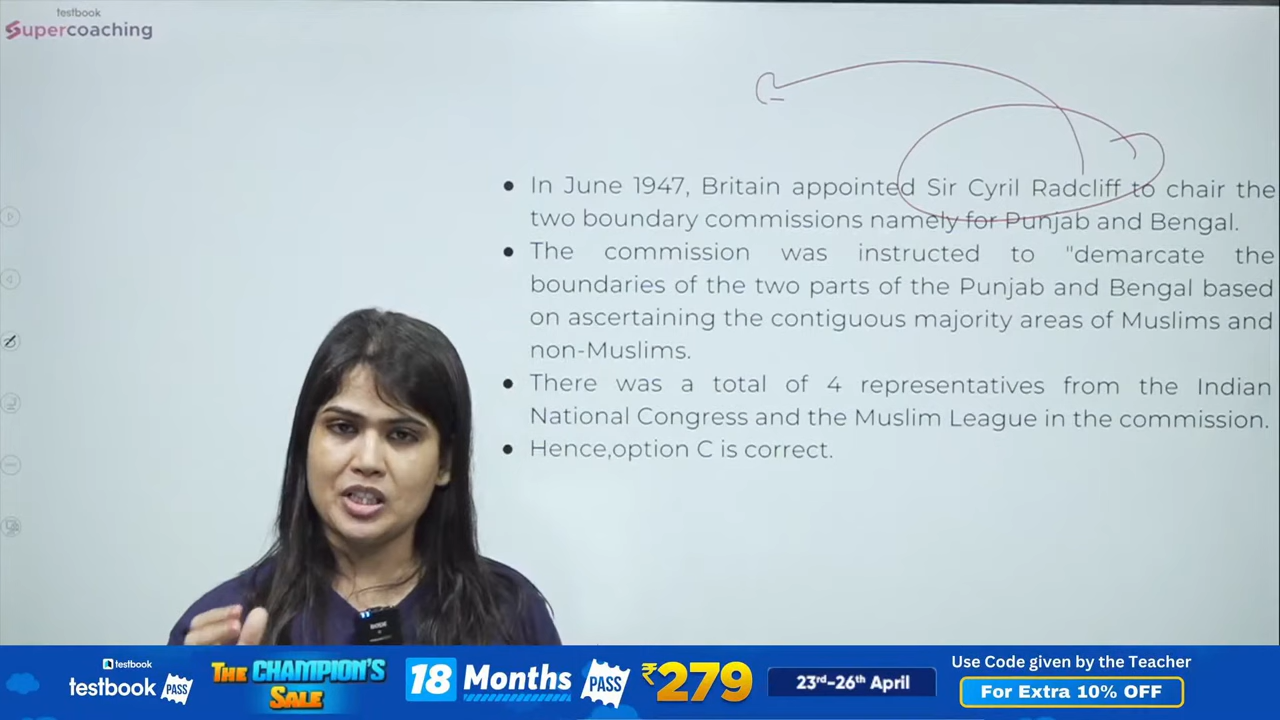 testbook
Supercoaching
In June 1947, Britain appointed Sir Cyril Radcliff to chair the
two boundary commissions namely for Punjab and Bengal.
The commission was instructed to "demarcate the
boundaries of the two parts of the Punjab and Bengal based
on ascertaining the contiguous majority areas of Muslims and
non-Muslims.
There was a total of 4 representatives from the Indian
National Congress and the Muslim League in the commission.
Hence,option C is correct.
testbook
testbook PASS
THE CHAMPION'S
SALE
18 Months PASS ₹279
23rd-26th April
Use Code given by the Teacher
For Extra 10% OFF